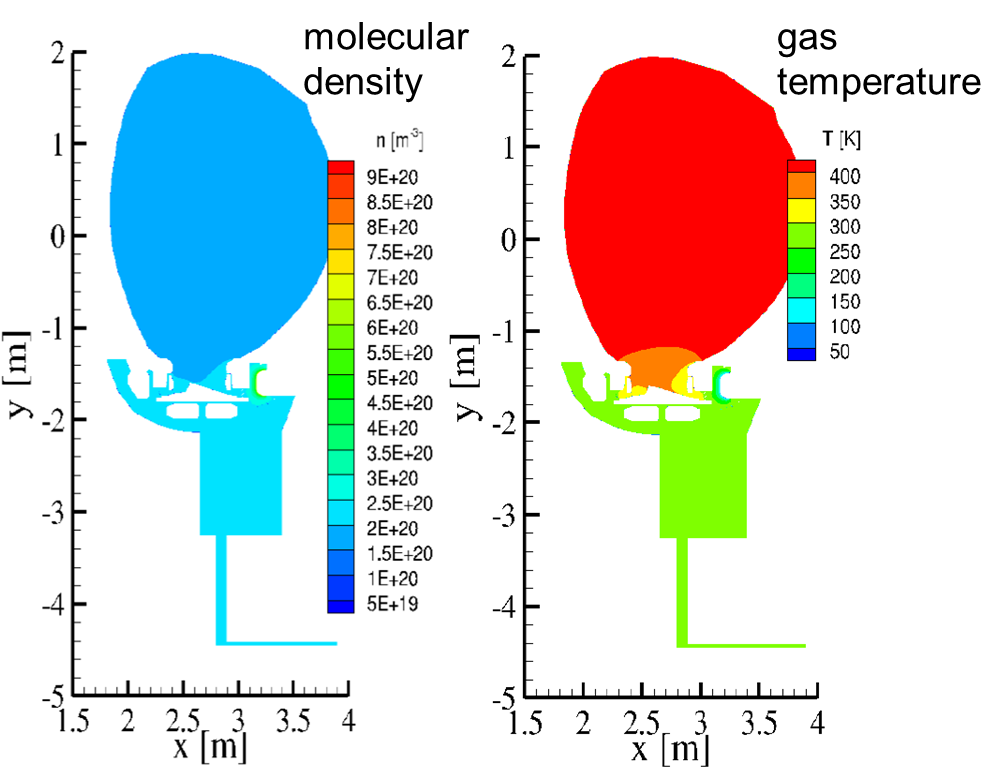 molecular
density
n [m⁻³]
9E+20
8.5E+20
8E+20
7.5E+20
7E+20
6.5E+20
6E+20
5.5E+20
5E+20
4.5E+20
4E+20
3.5E+20
3E+20
2.5E+20
2E+20
1.5E+20
1E+20
5E+19
2
1
0
-1
-2
-3
-4
-5
y [m]
1.5 2 2.5 3 3.5 4
x [m]
gas
temperature
T [K]
400
350
300
250
200
150
100
50
2
1
0
-1
-2
-3
-4
-5
y [m]
1.5 2 2.5 3 3.5 4
x [m]